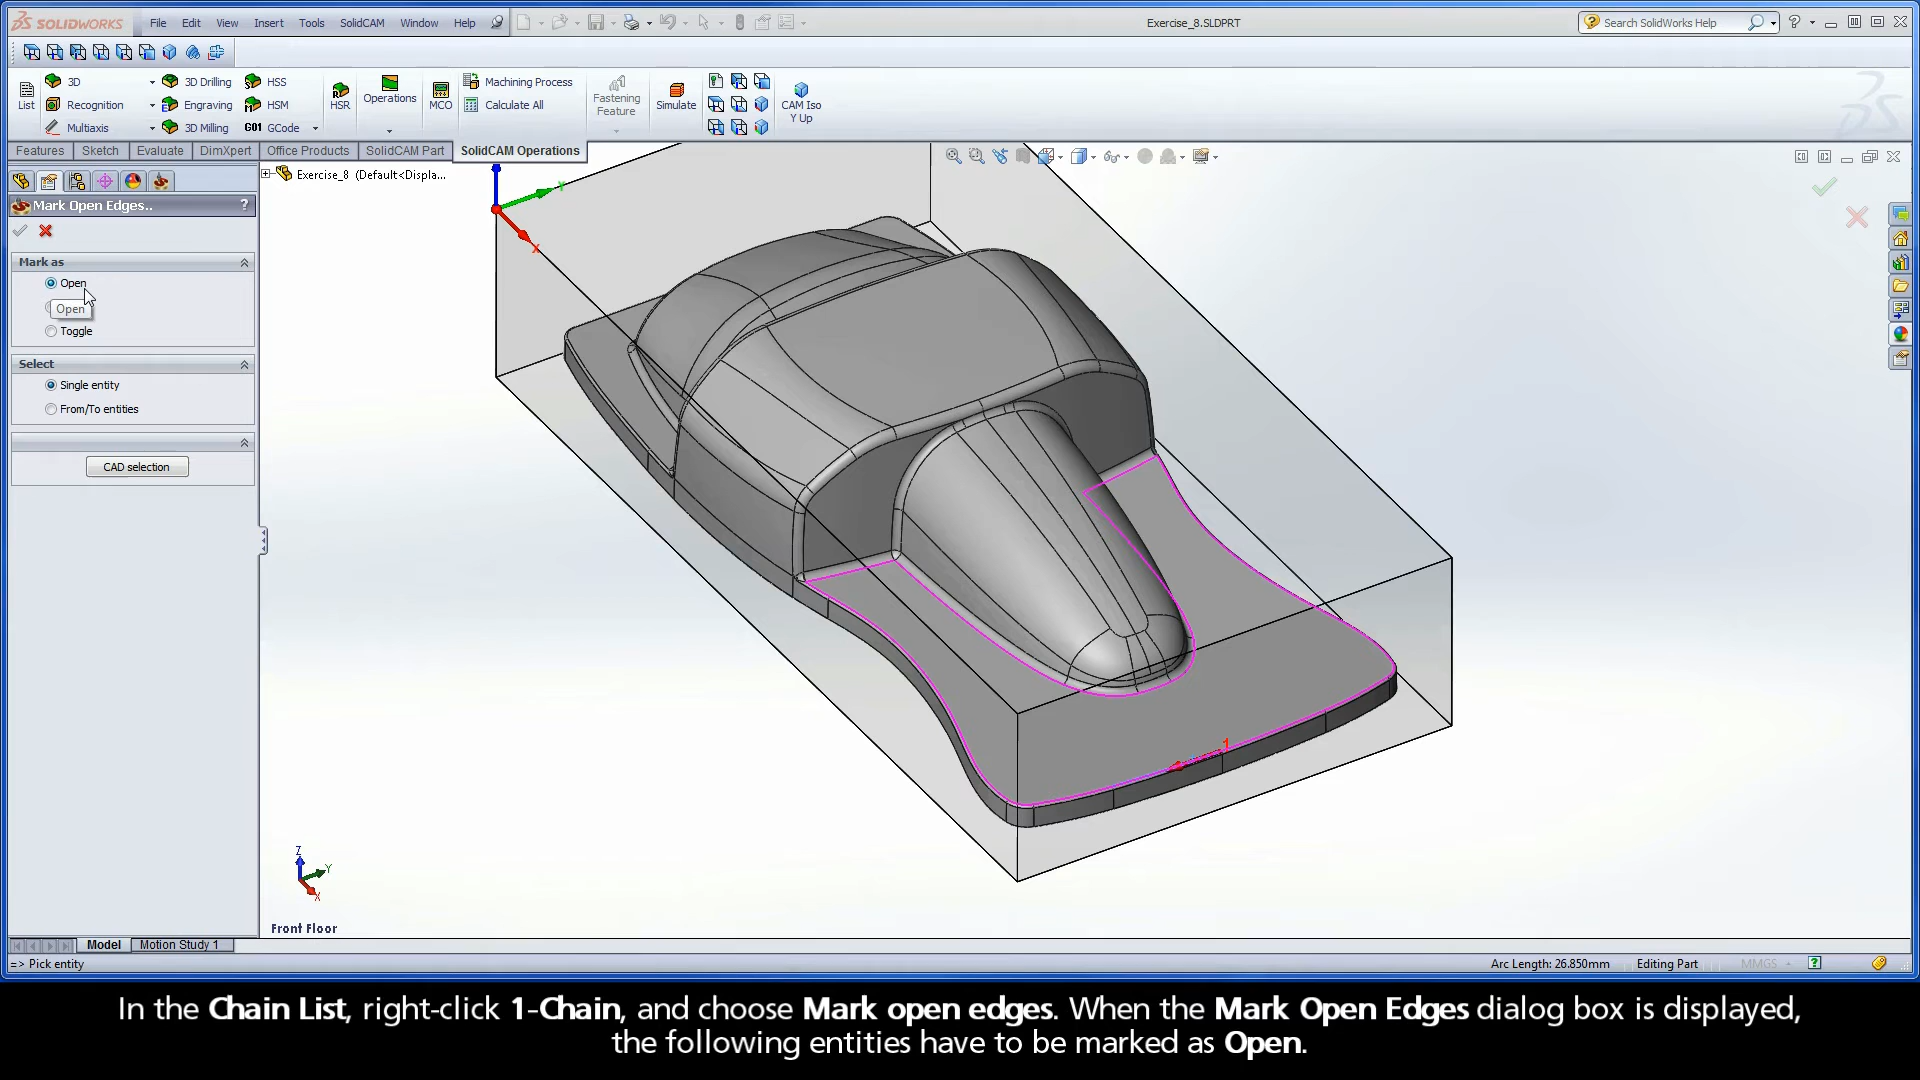 SOLIDWORKS File Edit View Insert Tools SolidCAM Window Help Exercise_8.SLDPRT Search SolidWorks Help
3D 3D Drilling HSS Machining Process
List Recognition Engraving HSM HSR Operations MCO Calculate All Fastening Feature Simulate CAM Iso Y Up
Multiaxis 3D Milling G01 GCode
Features Sketch Evaluate DimXpert Office Products SolidCAM Part SolidCAM Operations
Exercise_8 (Default<Displa...
Mark Open Edges.. ?
Mark as
Open
Open
Toggle
Select
Single entity
From/To entities
CAD selection
Y
X
1
Z
Y
X
Front Floor
Model Motion Study 1
=> Pick entity Arc Length: 26.850mm Editing Part MMGS
In the Chain List, right-click 1-Chain, and choose Mark open edges. When the Mark Open Edges dialog box is displayed,
the following entities have to be marked as Open.